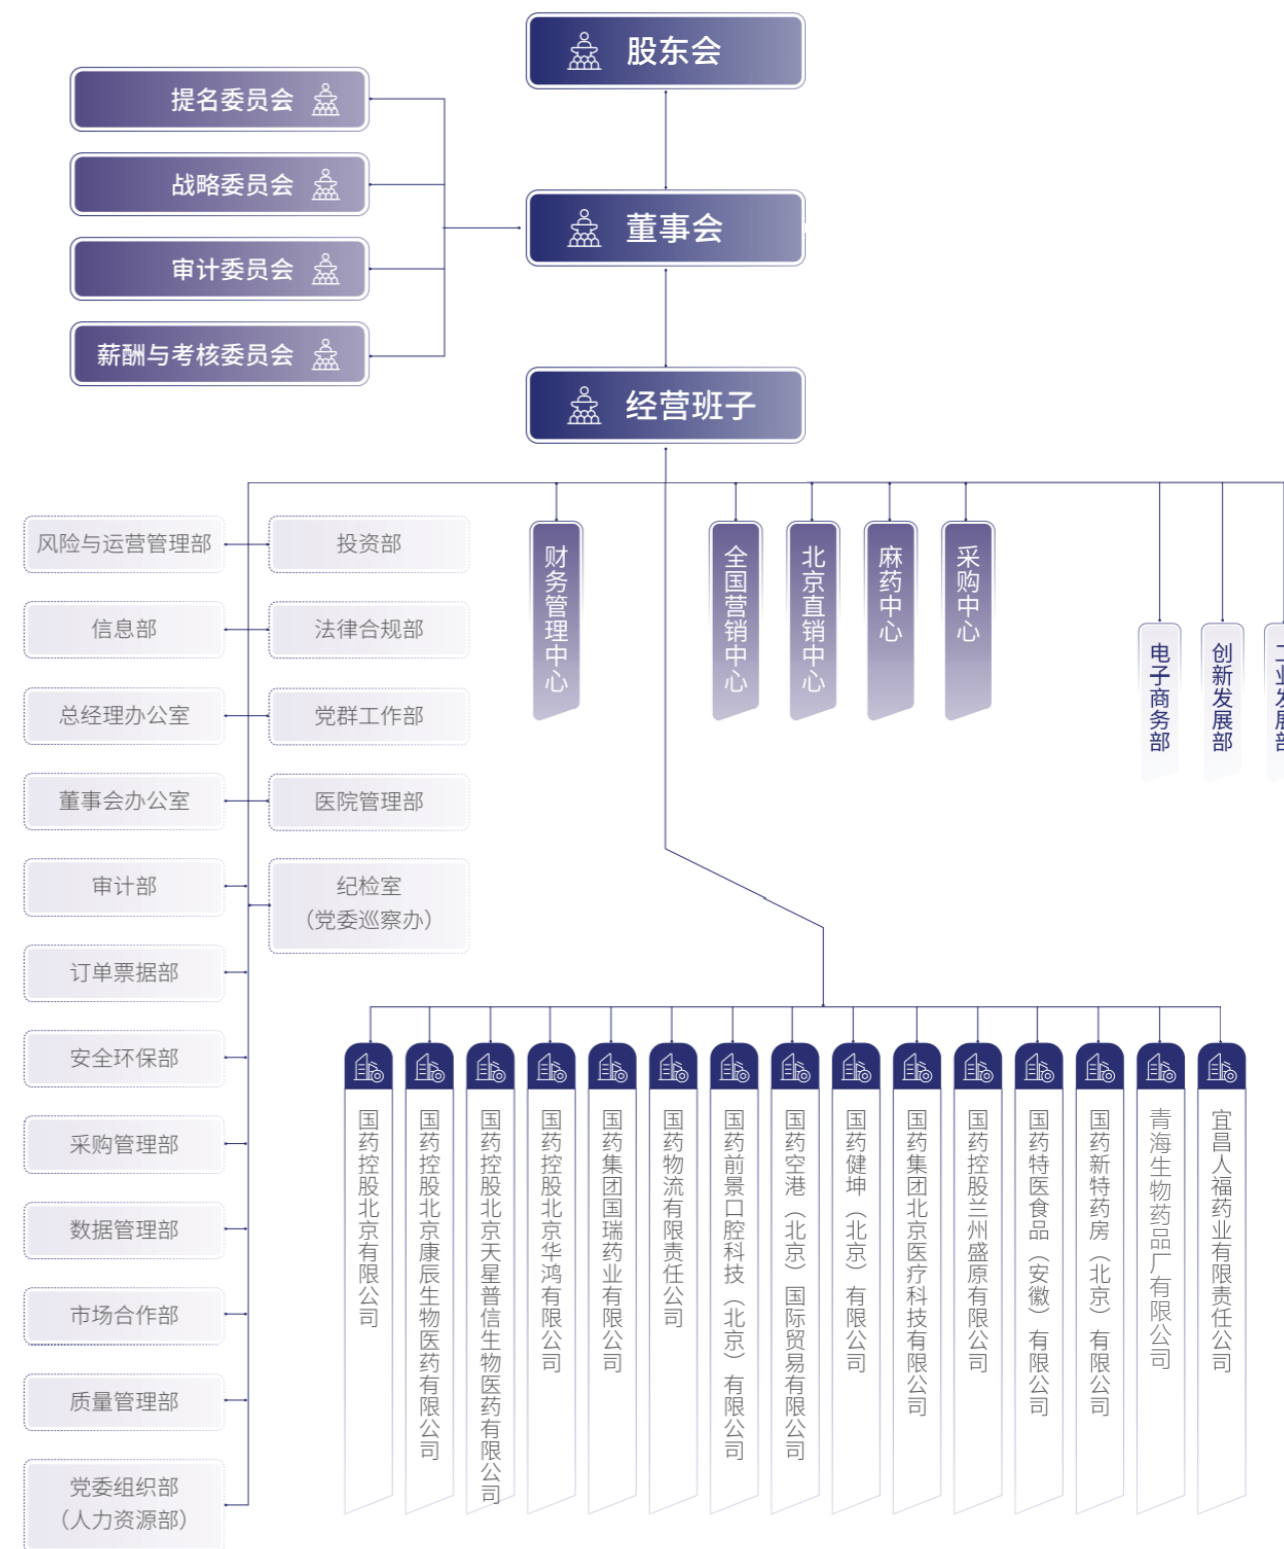 股东会
提名委员会
战略委员会
董事会
审计委员会
薪酬与考核委员会
经营班子
风险与运营管理部
投资部
信息部
法律合规部
总经理办公室
党群工作部
董事会办公室
医院管理部
审计部
纪检室
（党委巡察办）
订单票据部
安全环保部
采购管理部
数据管理部
市场合作部
质量管理部
党委组织部
（人力资源部）
财务管理中心
全国营销中心
北京直销中心
麻药中心
采购中心
电子商务部
创新发展部
工业发展部
国药控股北京有限公司
国药控股北京康辰生物医药有限公司
国药控股北京天星普信生物医药有限公司
国药控股北京华鸿有限公司
国药集团国瑞药业有限公司
国药物流有限责任公司
国药前景口腔科技（北京）有限公司
国药空港（北京）国际贸易有限公司
国药健坤（北京）有限公司
国药集团北京医疗科技有限公司
国药控股兰州盛原有限公司
国药特医食品（安徽）有限公司
国药新特药房（北京）有限公司
青海生物药品厂有限公司
宜昌人福药业有限责任公司